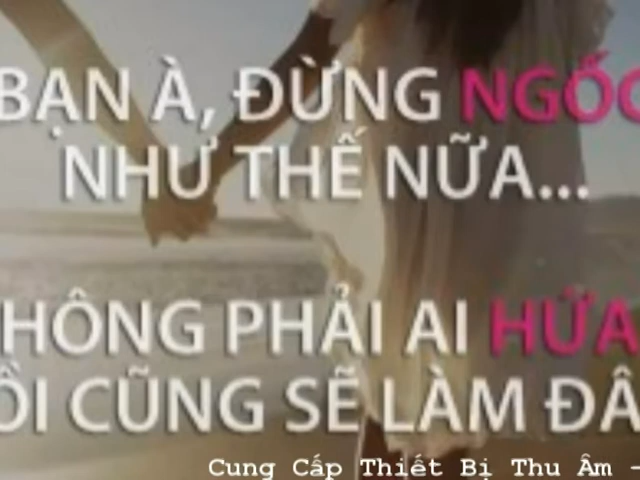 BẠN À, ĐỪNG NGỐC
NHƯ THẾ NỮA...
HÔNG PHẢI AI HỨA
ỒI CŨNG SẼ LÀM ĐÂ
Cung Cấp Thiết Bị Thu Âm -